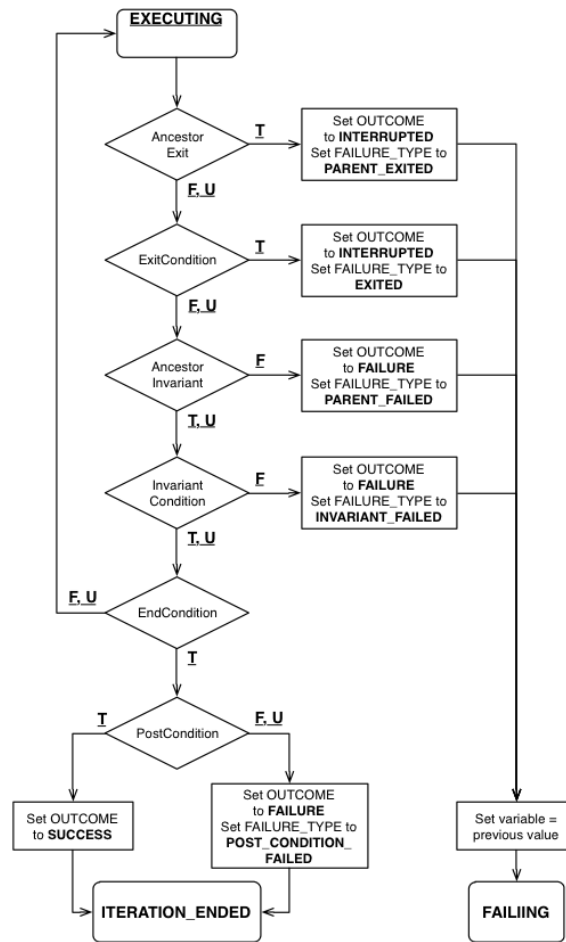 EXECUTING
Ancestor
Exit
T
Set OUTCOME
to INTERRUPTED
Set FAILURE_TYPE to
PARENT_EXITED
F, U
ExitCondition
T
Set OUTCOME
to INTERRUPTED
Set FAILURE_TYPE to
EXITED
F, U
Ancestor
Invariant
F
Set OUTCOME
to FAILURE
Set FAILURE_TYPE to
PARENT_FAILED
T, U
Invariant
Condition
F
Set OUTCOME
to FAILURE
Set FAILURE_TYPE to
INVARIANT_FAILED
T, U
F, U
EndCondition
T
T
PostCondition
F, U
Set OUTCOME
to SUCCESS
Set OUTCOME
to FAILURE
Set FAILURE_TYPE to
POST_CONDITION_
FAILED
Set variable =
previous value
ITERATION_ENDED
FAILIING